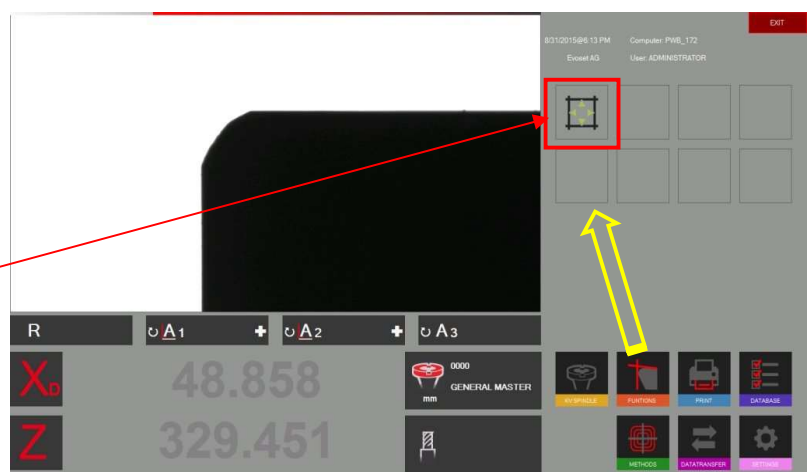 EXIT
8/31/2015@6:13 PM Computer: PWB_172
Evoset AG User: ADMINISTRATOR
R A1 A2 A3
XD 48.858 0000
GENERAL MASTER
mm
Z 329.451
KV SPINDLE FUNTIONS PRINT DATABASE
METHODS DATATRANSFER SETTINGS